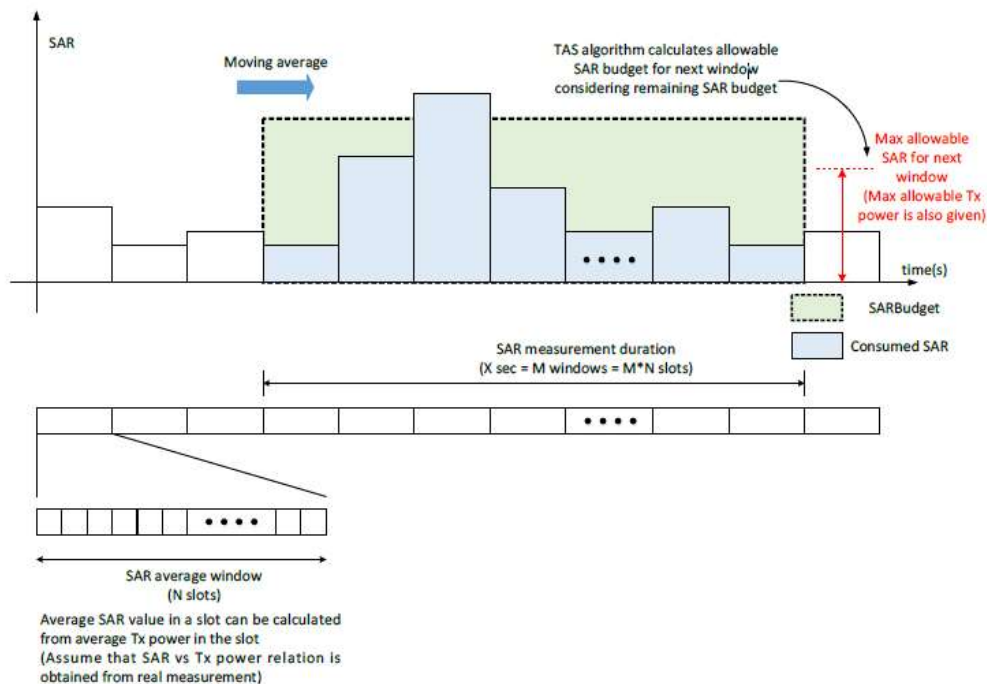 SAR
Moving average
TAS algorithm calculates allowable
SAR budget for next window
considering remaining SAR budget
Max allowable
SAR for next
window
(Max allowable Tx
power is also given)
time(s)
SARBudget
Consumed SAR
SAR measurement duration
(X sec = M windows = M*N slots)
SAR average window
(N slots)
Average SAR value in a slot can be calculated
from average Tx power in the slot
(Assume that SAR vs Tx power relation is
obtained from real measurement)